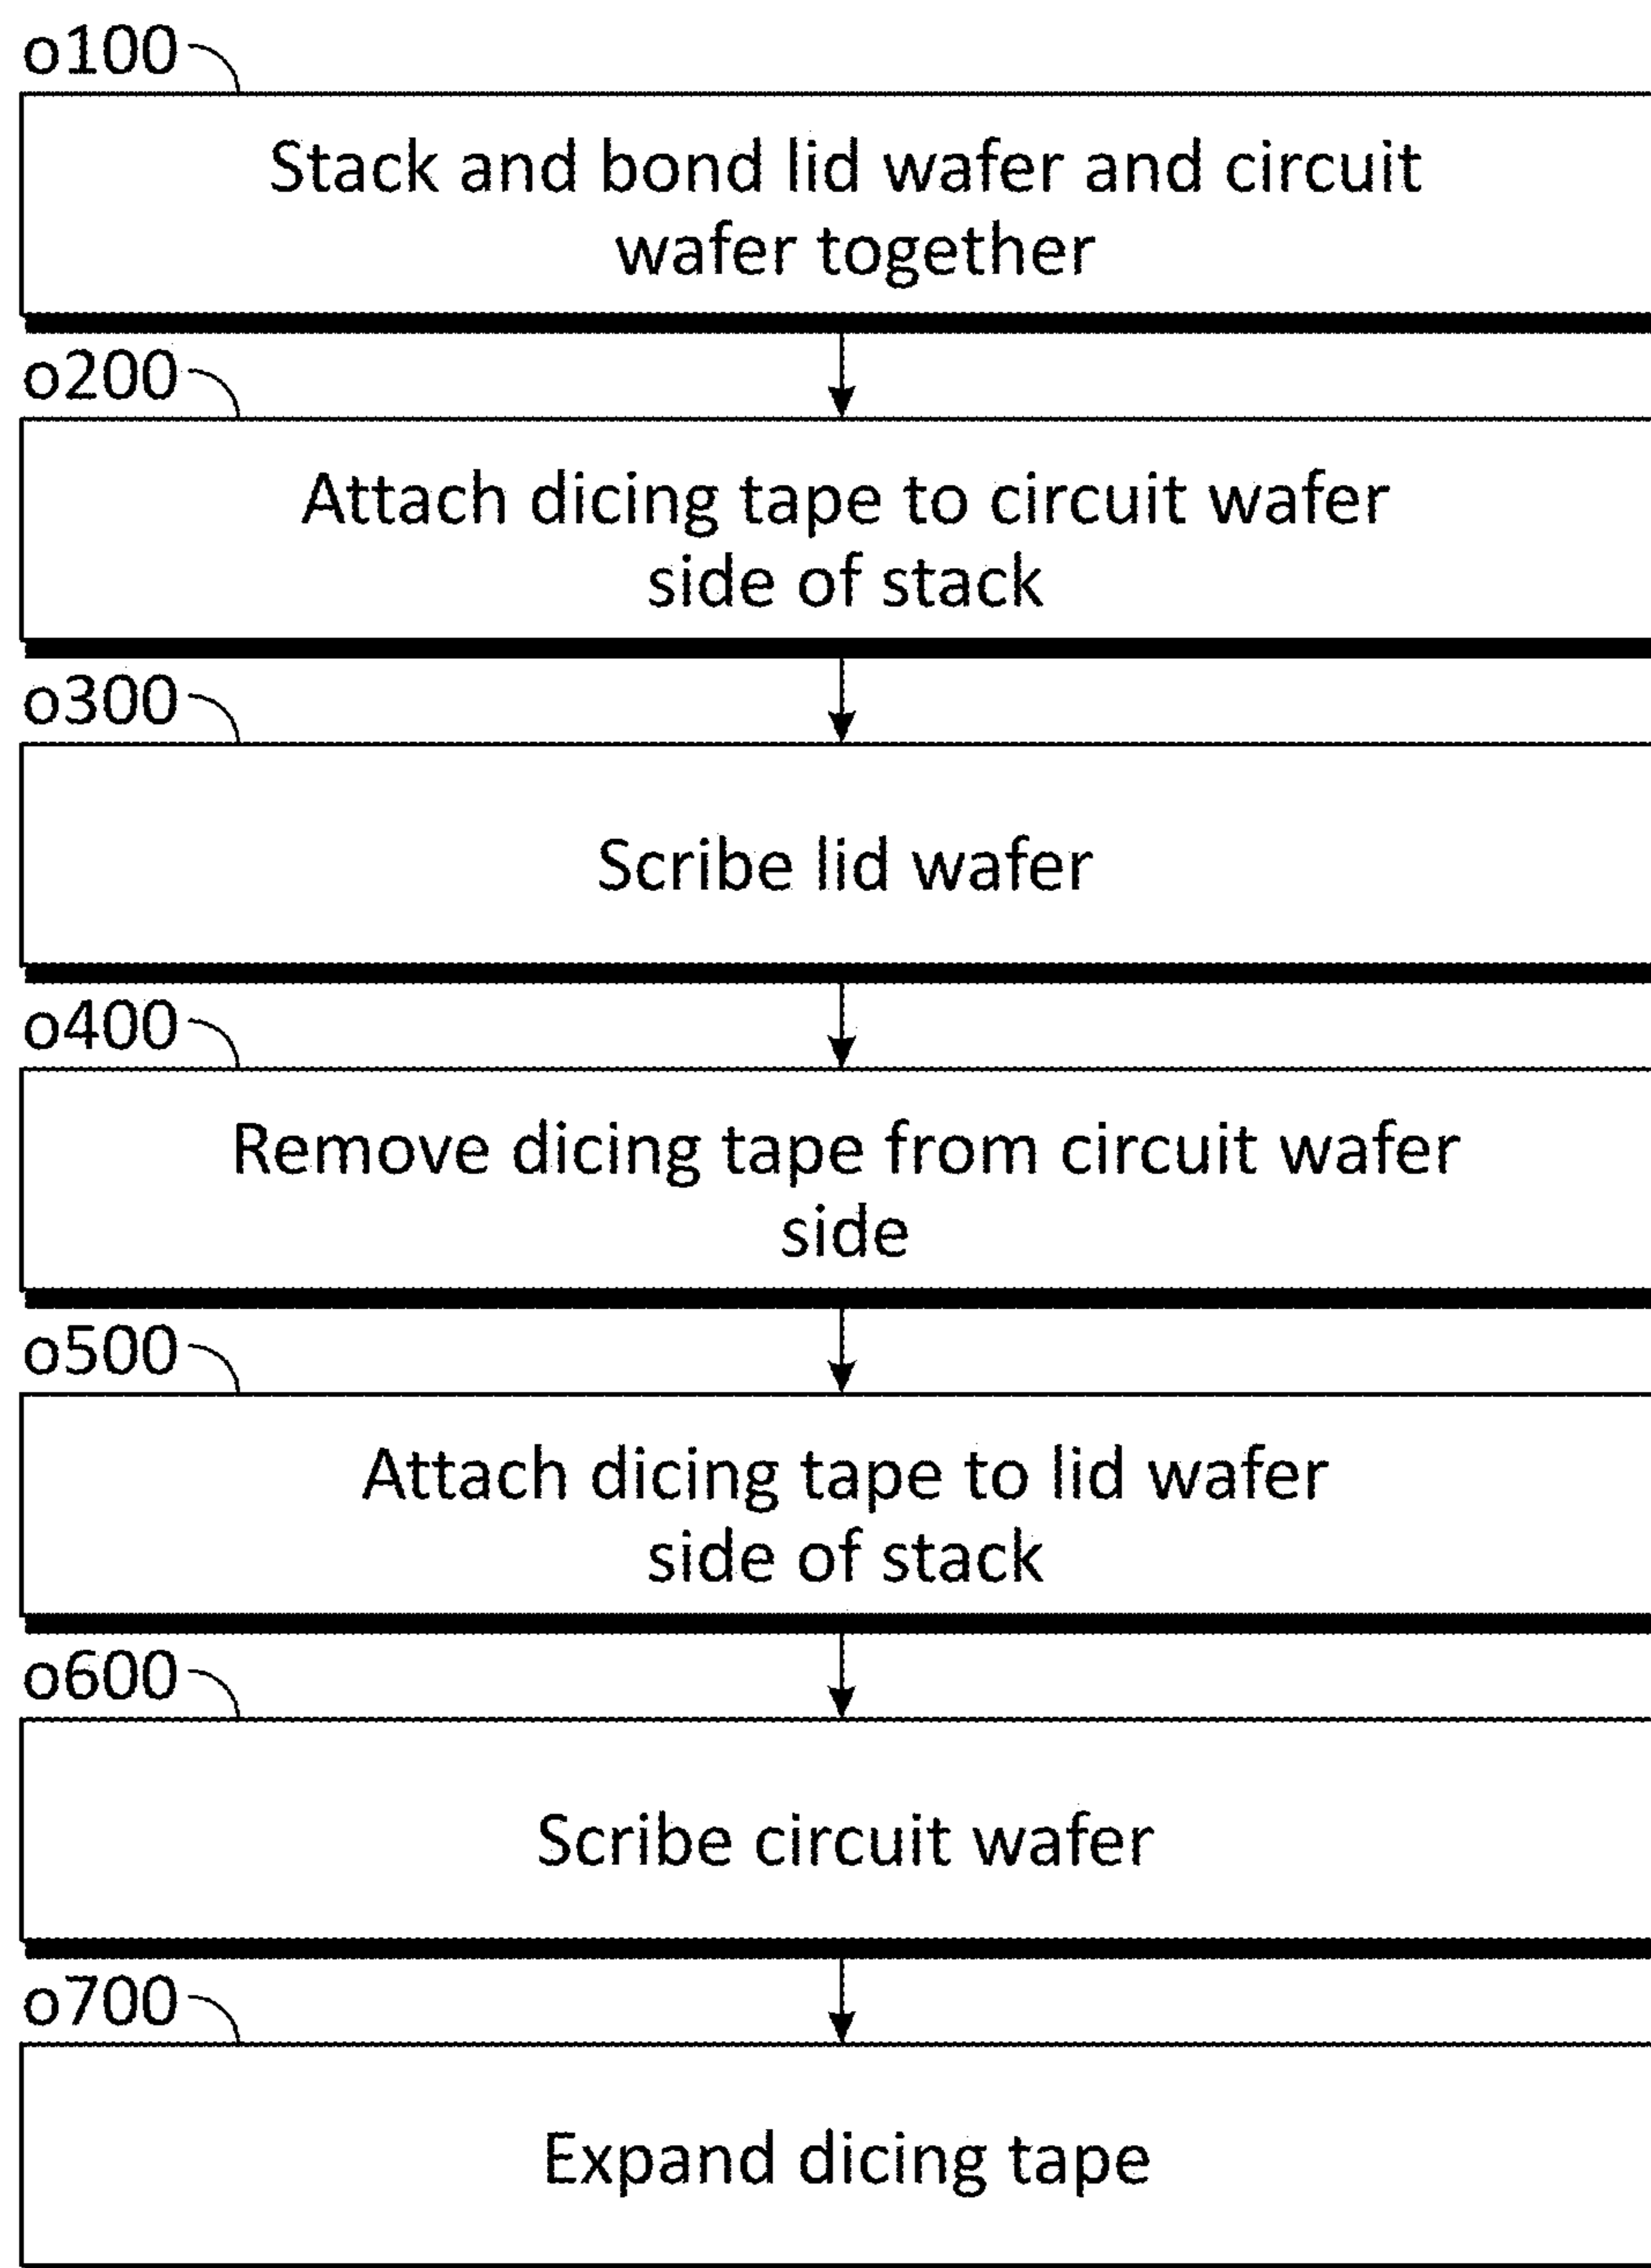 o100
Stack and bond lid wafer and circuit
wafer together
o200
Attach dicing tape to circuit wafer
side of stack
o300
Scribe lid wafer
o400
Remove dicing tape from circuit wafer
side
o500
Attach dicing tape to lid wafer
side of stack
o600
Scribe circuit wafer
o700
Expand dicing tape